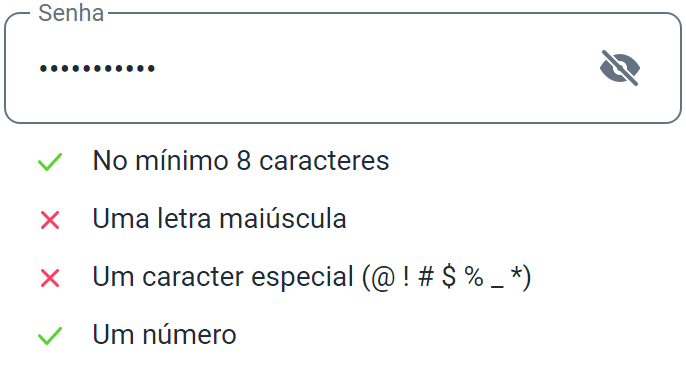 Senha
•••••••••••
No mínimo 8 caracteres
Uma letra maiúscula
Um caracter especial (@ ! # $ % _ *)
Um número